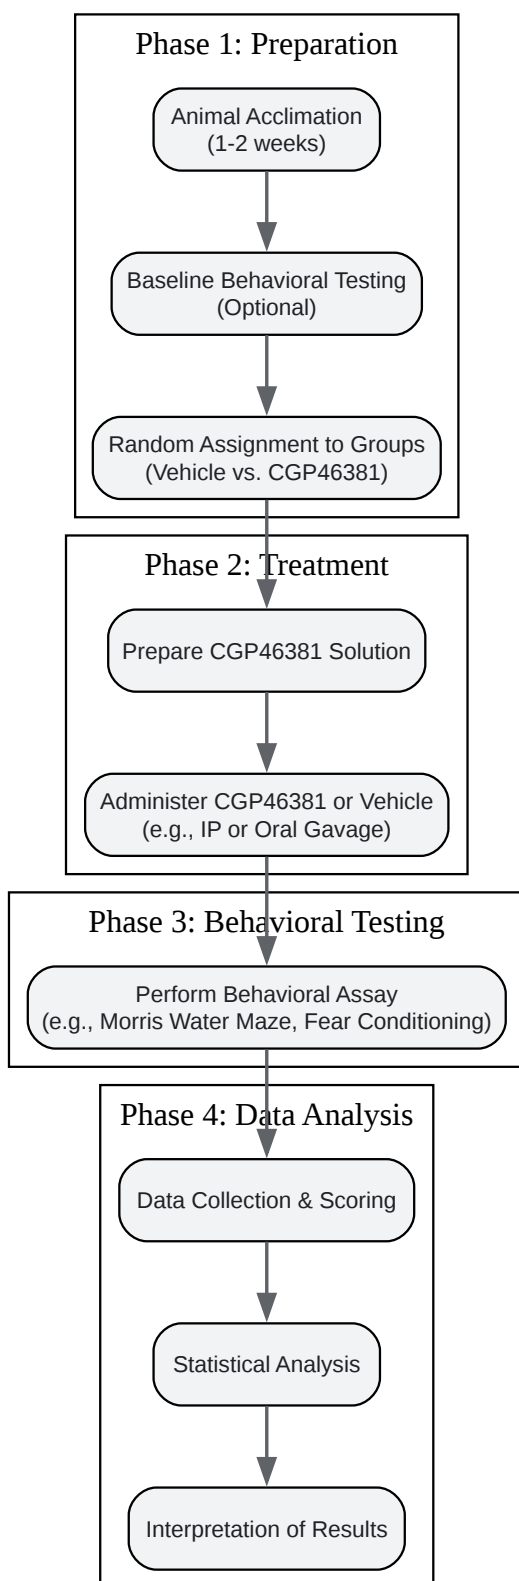 Phase 1: Preparation
Animal Acclimation
(1-2 weeks)
Baseline Behavioral Testing
(Optional)
Random Assignment to Groups
(Vehicle vs. CGP46381)
Phase 2: Treatment
Prepare CGP46381 Solution
Administer CGP46381 or Vehicle
(e.g., IP or Oral Gavage)
Phase 3: Behavioral Testing
Perform Behavioral Assay
(e.g., Morris Water Maze, Fear Conditioning)
Phase 4: Data Analysis
Data Collection & Scoring
Statistical Analysis
Interpretation of Results